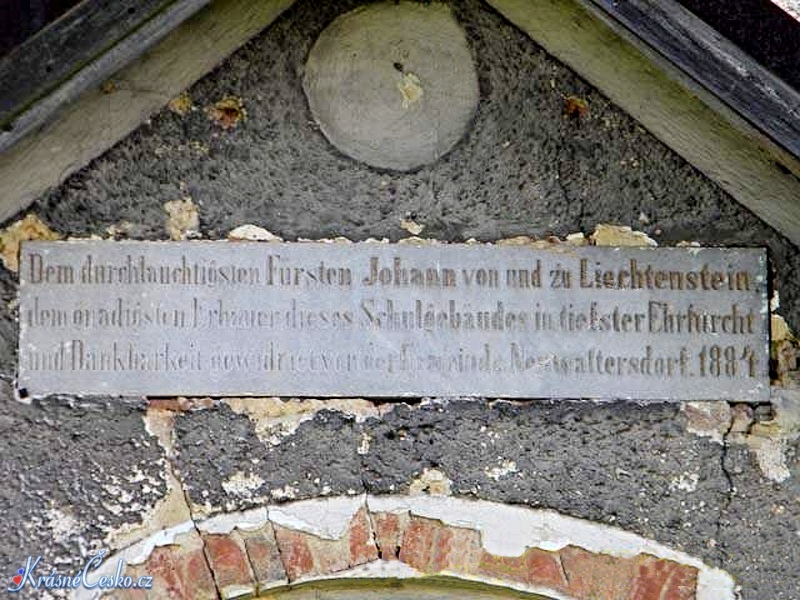 Dem durchlauchtigsten Fürsten Johann von und zu Liechtenstein
dem gnädigsten Erbauer dieses Schulgebäudes in tiefster Ehrfurcht
und Dankbarkeit gewidmet von der Gemeinde Neuwaltersdorf. 1884
KrásnéČesko.cz